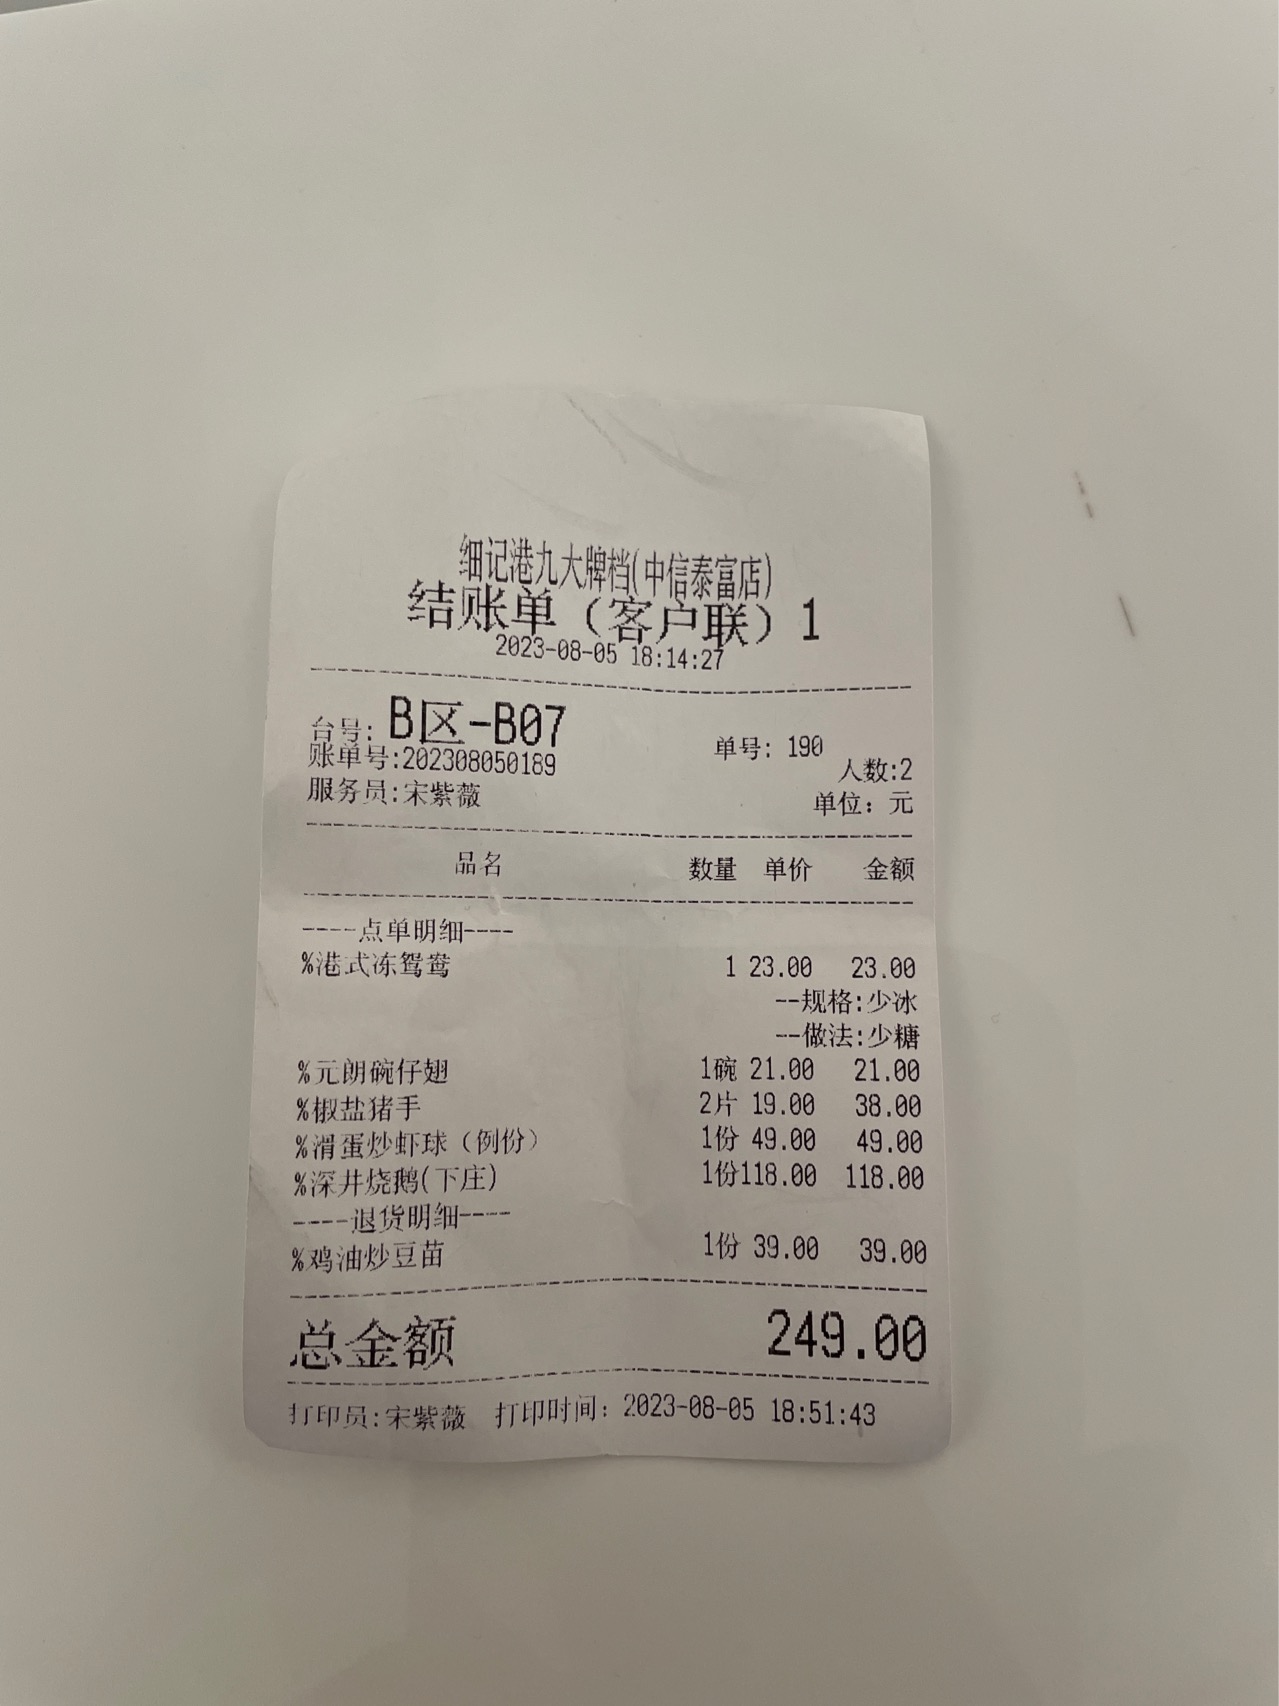 细记港九大牌档(中信泰富店)
结账单（客户联）1
2023-08-05 18:14:27
台号: B区-B07 单号: 190
账单号:202308050189 人数:2
服务员:宋紫薇 单位: 元
品名 数量 单价 金额
----点单明细----
%港式冻鸳鸯 1 23.00 23.00
--规格:少冰
--做法:少糖
%元朗碗仔翅 1碗 21.00 21.00
%椒盐猪手 2片 19.00 38.00
%滑蛋炒虾球（例份） 1份 49.00 49.00
%深井烧鹅(下庄) 1份118.00 118.00
----退货明细----
%鸡油炒豆苗 1份 39.00 39.00
总金额 249.00
打印员:宋紫薇 打印时间: 2023-08-05 18:51:43